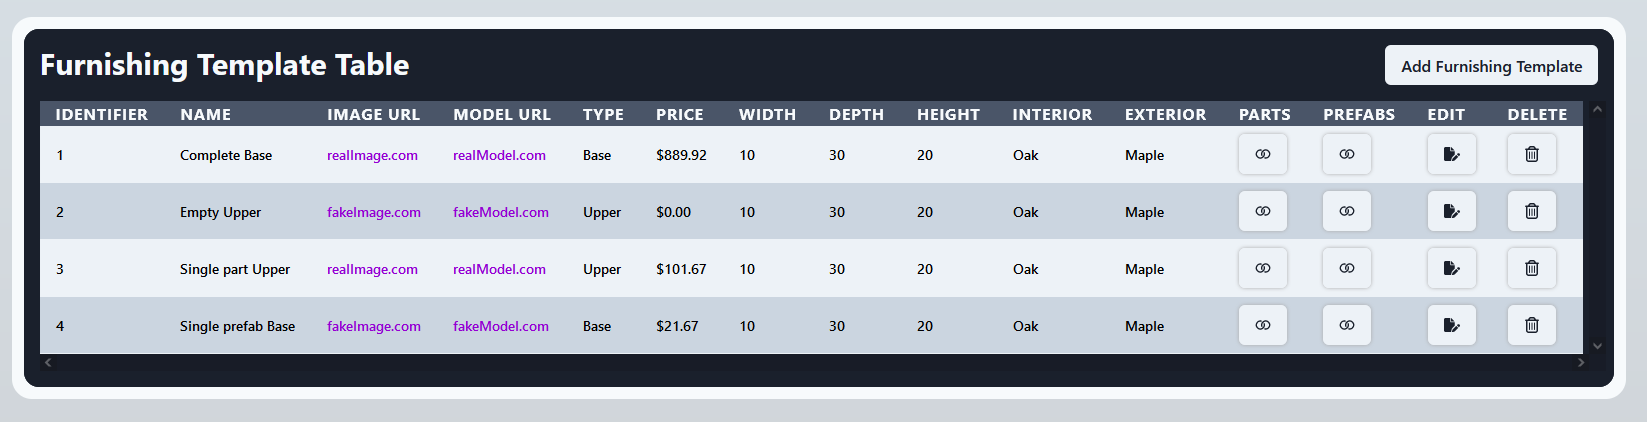 Furnishing Template Table
Add Furnishing Template
IDENTIFIER NAME IMAGE URL MODEL URL TYPE PRICE WIDTH DEPTH HEIGHT INTERIOR EXTERIOR PARTS PREFABS EDIT DELETE
1 Complete Base realImage.com realModel.com Base $889.92 10 30 20 Oak Maple
2 Empty Upper fakeImage.com fakeModel.com Upper $0.00 10 30 20 Oak Maple
3 Single part Upper realImage.com realModel.com Upper $101.67 10 30 20 Oak Maple
4 Single prefab Base fakeImage.com fakeModel.com Base $21.67 10 30 20 Oak Maple